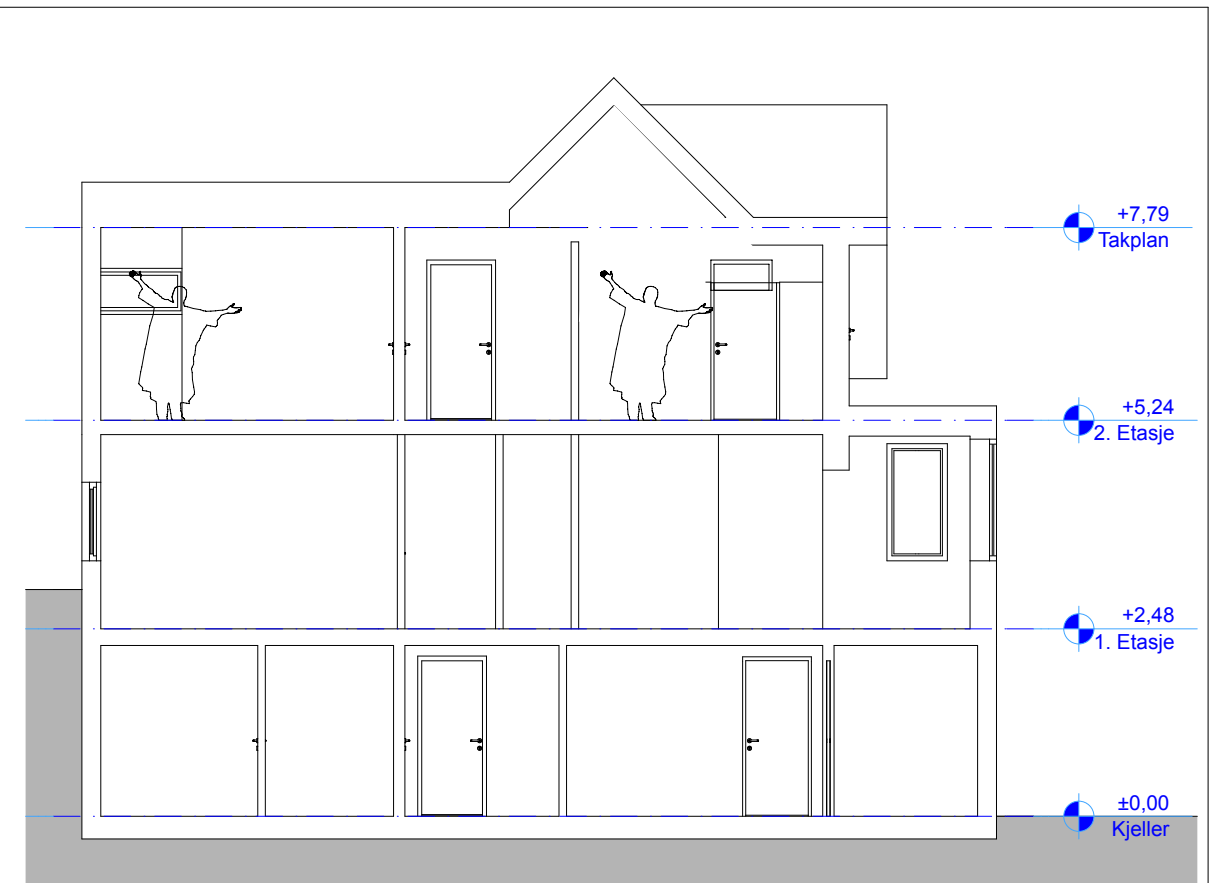 +7,79
Takplan
+5,24
2. Etasje
+2,48
1. Etasje
±0,00
Kjeller